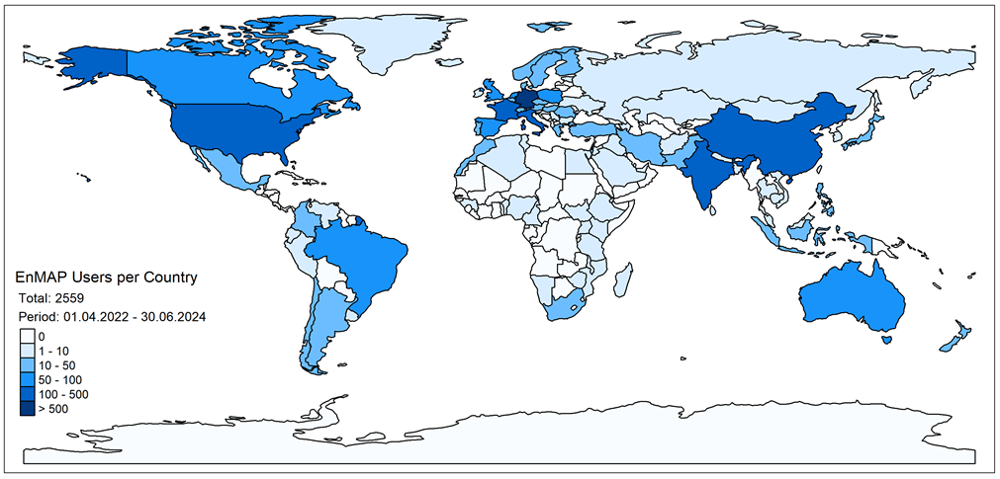 EnMAP Users per Country
Total: 2559
Period: 01.04.2022 - 30.06.2024
0
1 - 10
10 - 50
50 - 100
100 - 500
> 500